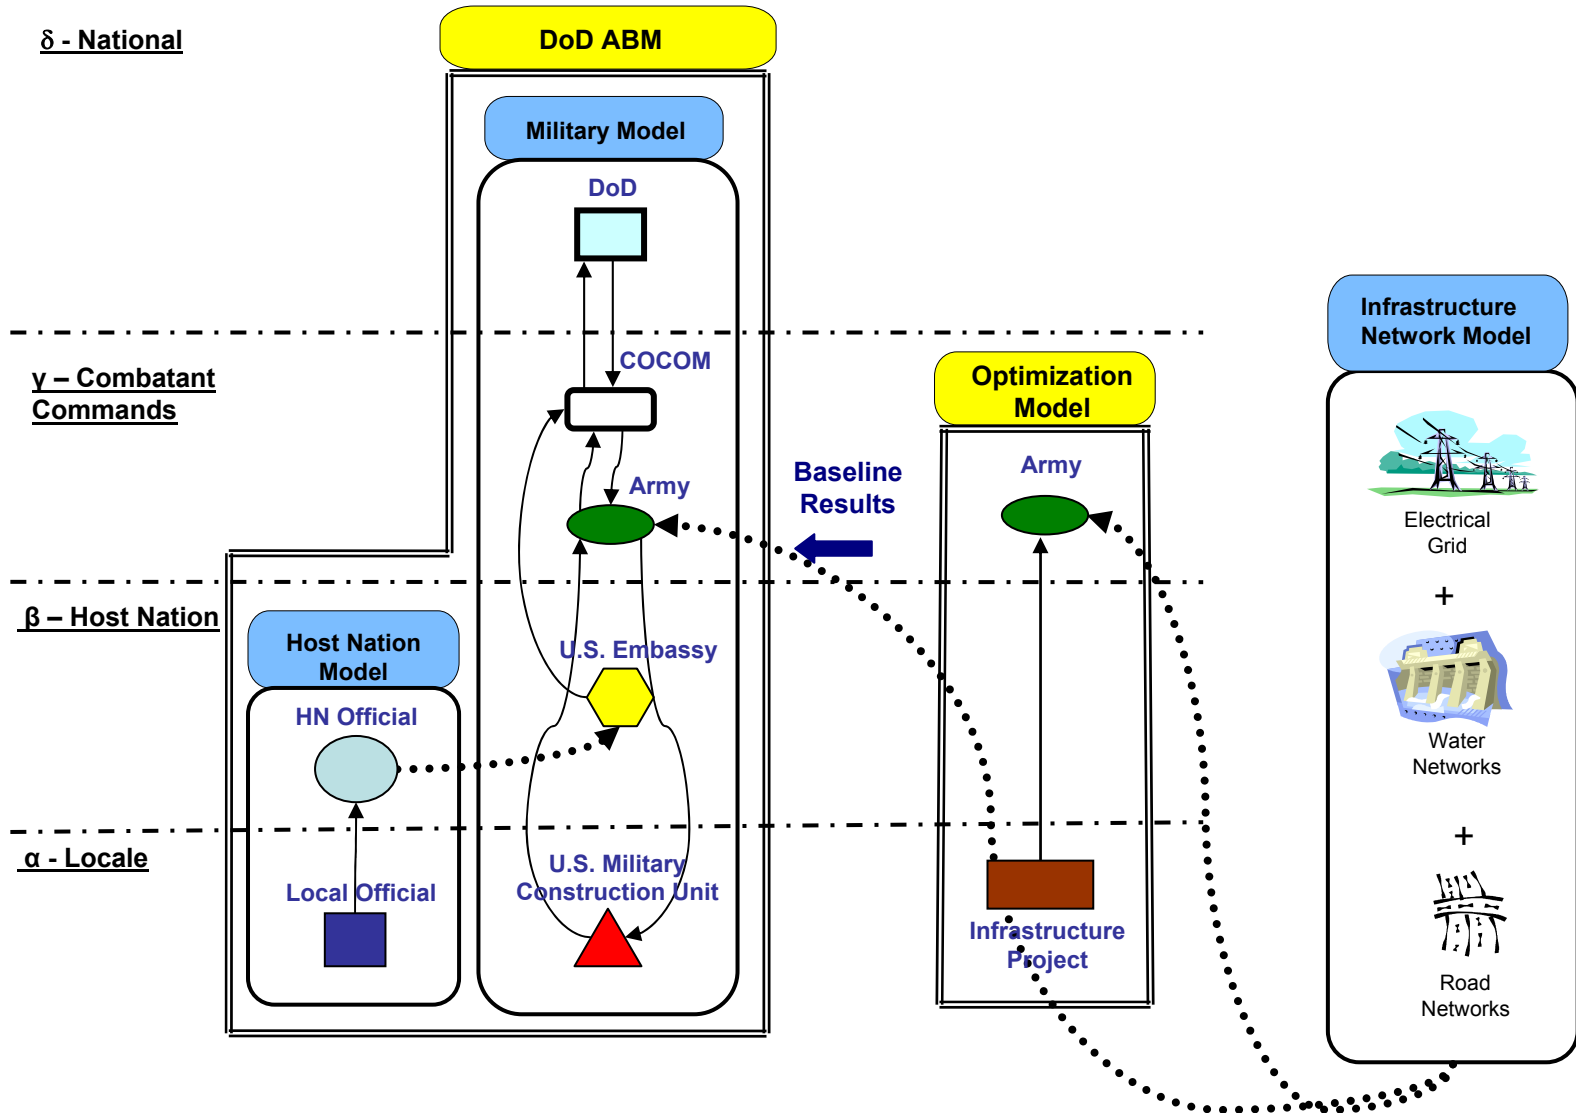 δ - National
DoD ABM
Military Model
DoD
γ – Combatant
Commands
COCOM
Army
β – Host Nation
Host Nation
Model
HN Official
U.S. Embassy
α - Locale
Local Official
U.S. Military
Construction Unit
Baseline
Results
Optimization
Model
Army
Infrastructure
Project
Infrastructure
Network Model
Electrical
Grid
+
Water
Networks
+
Road
Networks